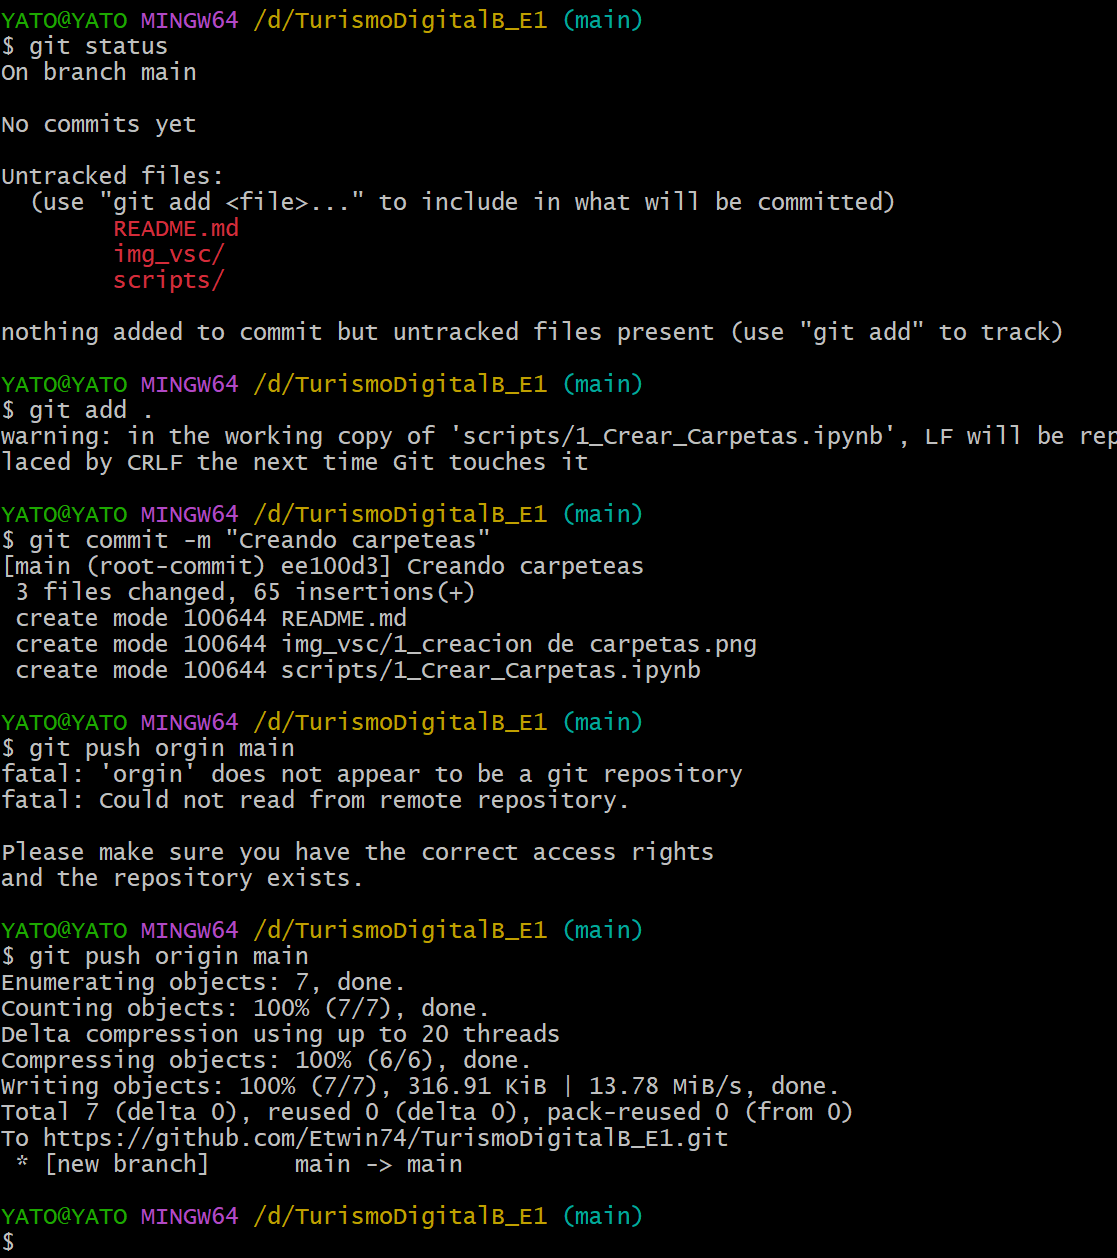 YATO@YATO MINGW64 /d/TurismoDigitalB_E1 (main)
$ git status
On branch main
No commits yet
Untracked files:
(use "git add <file>..." to include in what will be committed)
README.md
img_vsc/
scripts/
nothing added to commit but untracked files present (use "git add" to track)
YATO@YATO MINGW64 /d/TurismoDigitalB_E1 (main)
$ git add .
warning: in the working copy of 'scripts/1_Crear_Carpetas.ipynb', LF will be rep
laced by CRLF the next time Git touches it
YATO@YATO MINGW64 /d/TurismoDigitalB_E1 (main)
$ git commit -m "Creando carpeteas"
[main (root-commit) ee100d3] Creando carpeteas
3 files changed, 65 insertions(+)
create mode 100644 README.md
create mode 100644 img_vsc/1_creacion de carpetas.png
create mode 100644 scripts/1_Crear_Carpetas.ipynb
YATO@YATO MINGW64 /d/TurismoDigitalB_E1 (main)
$ git push orgin main
fatal: 'orgin' does not appear to be a git repository
fatal: Could not read from remote repository.
Please make sure you have the correct access rights
and the repository exists.
YATO@YATO MINGW64 /d/TurismoDigitalB_E1 (main)
$ git push origin main
Enumerating objects: 7, done.
Counting objects: 100% (7/7), done.
Delta compression using up to 20 threads
Compressing objects: 100% (6/6), done.
Writing objects: 100% (7/7), 316.91 KiB | 13.78 MiB/s, done.
Total 7 (delta 0), reused 0 (delta 0), pack-reused 0 (from 0)
To https://github.com/Etwin74/TurismoDigitalB_E1.git
* [new branch]      main -> main
YATO@YATO MINGW64 /d/TurismoDigitalB_E1 (main)
$